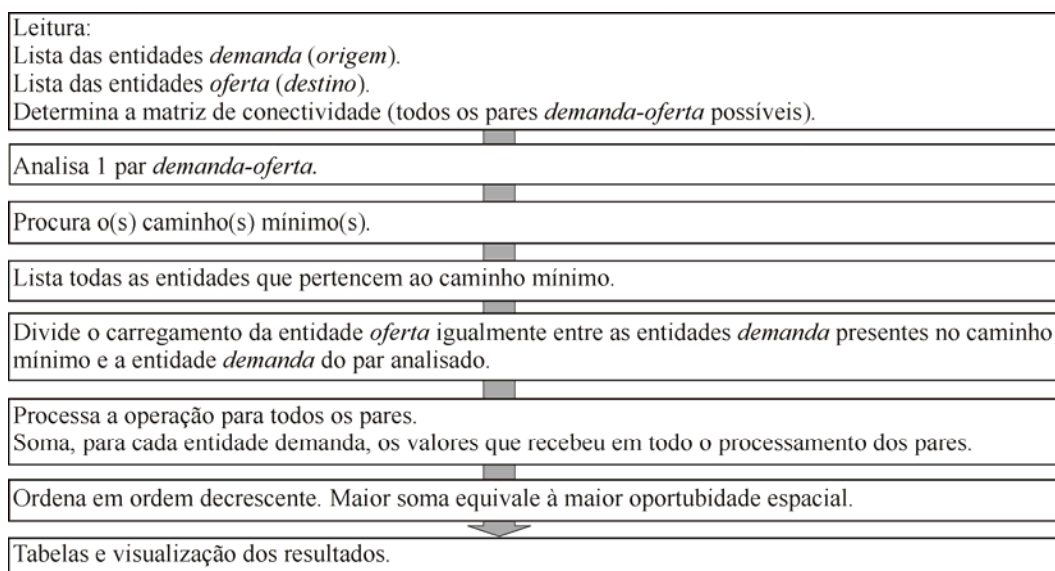 Leitura:
Lista das entidades demanda (origem).
Lista das entidades oferta (destino).
Determina a matriz de conectividade (todos os pares demanda-oferta possíveis).
Analisa 1 par demanda-oferta.
Procura o(s) caminho(s) mínimo(s).
Lista todas as entidades que pertencem ao caminho mínimo.
Divide o carregamento da entidade oferta igualmente entre as entidades demanda presentes no caminho
mínimo e a entidade demanda do par analisado.
Processa a operação para todos os pares.
Soma, para cada entidade demanda, os valores que recebeu em todo o processamento dos pares.
Ordena em ordem decrescente. Maior soma equivale à maior oportubidade espacial.
Tabelas e visualização dos resultados.